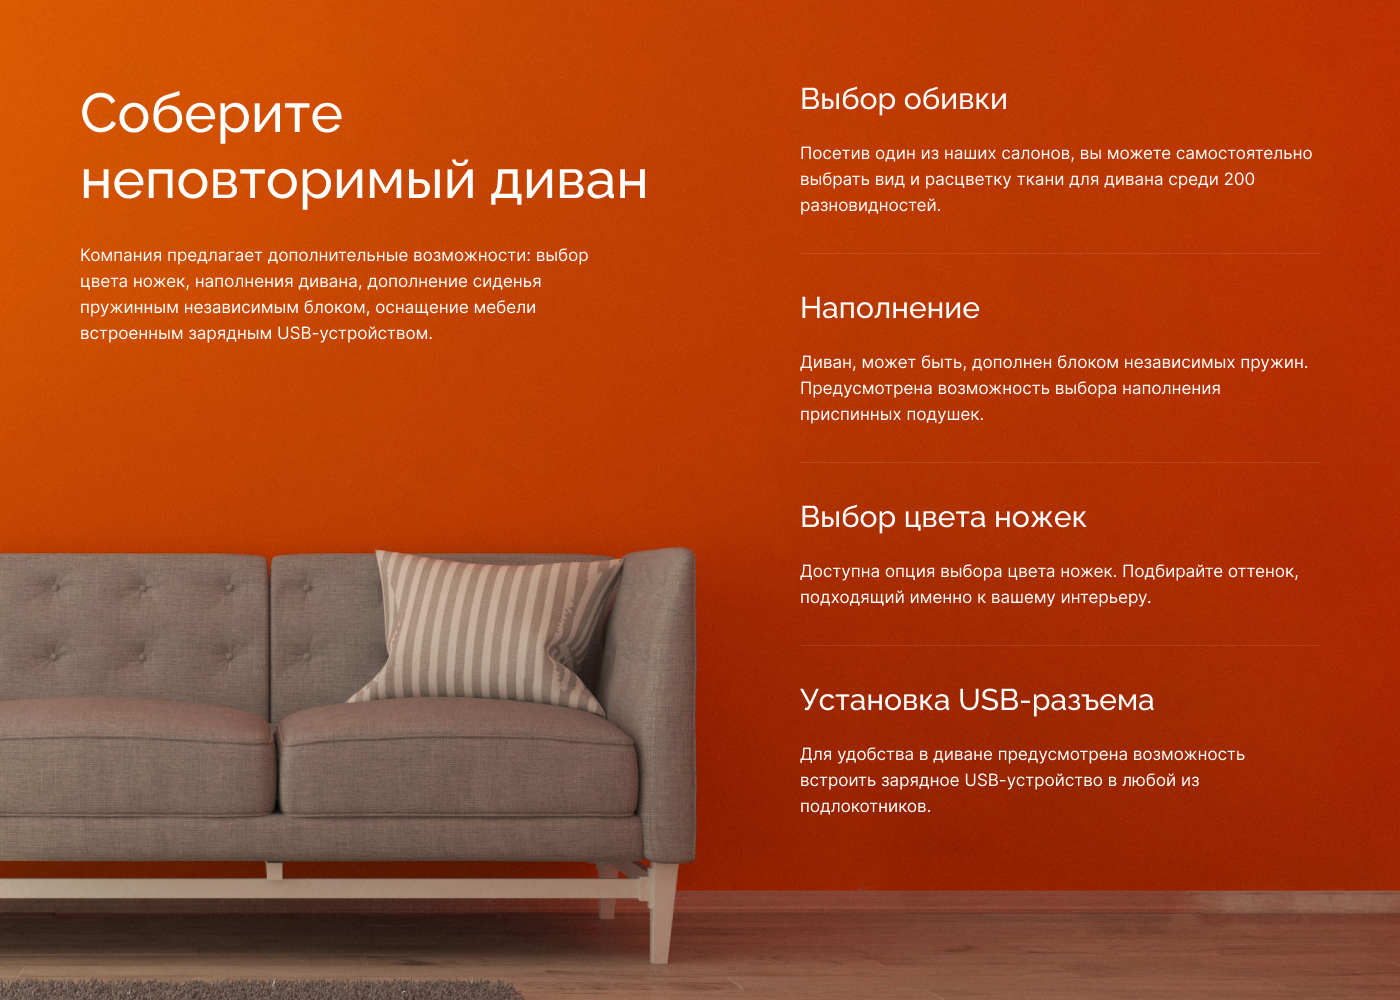 Соберите
неповторимый диван
Компания предлагает дополнительные возможности: выбор
цвета ножек, наполнения дивана, дополнение сиденья
пружинным независимым блоком, оснащение мебели
встроенным зарядным USB-устройством.
Выбор обивки
Посетив один из наших салонов, вы можете самостоятельно
выбрать вид и расцветку ткани для дивана среди 200
разновидностей.
Наполнение
Диван, может быть, дополнен блоком независимых пружин.
Предусмотрена возможность выбора наполнения
приспинных подушек.
Выбор цвета ножек
Доступна опция выбора цвета ножек. Подбирайте оттенок,
подходящий именно к вашему интерьеру.
Установка USB-разъема
Для удобства в диване предусмотрена возможность
встроить зарядное USB-устройство в любой из
подлокотников.